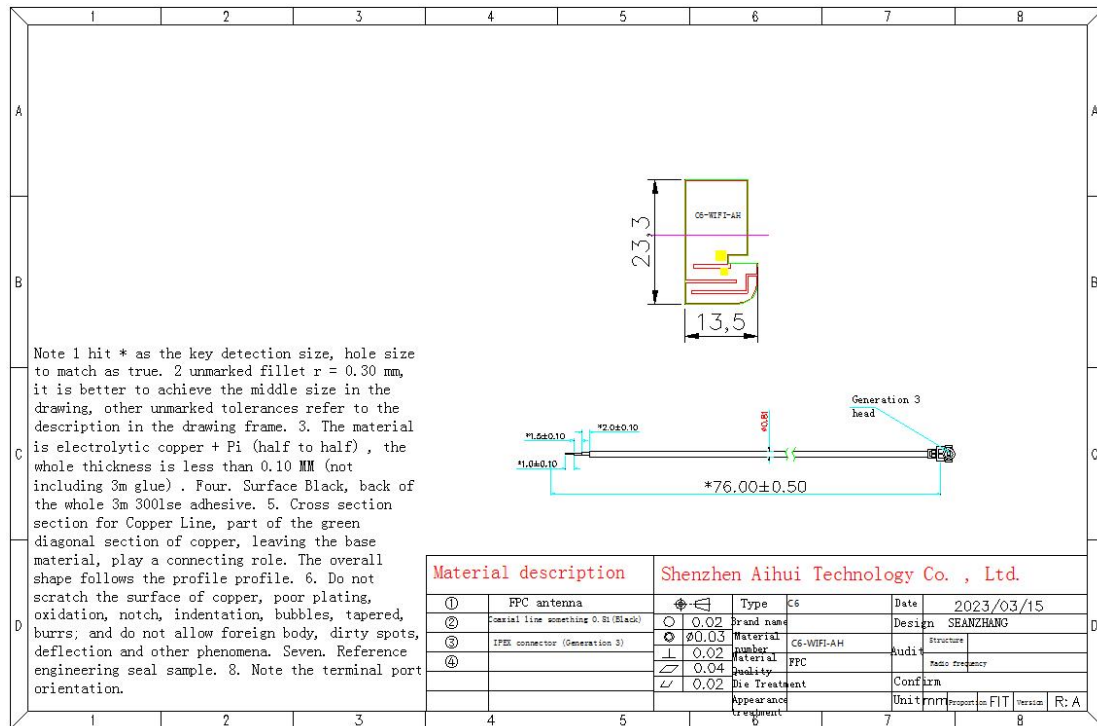 1 2 3 4 5 6 7 8
A A
C6-WIFI-AH
23,3
B B
13,5
Note 1 hit * as the key detection size, hole size
to match as true. 2 unmarked fillet r = 0.30 mm,
it is better to achieve the middle size in the
drawing, other unmarked tolerances refer to the
description in the drawing frame. 3. The material
is electrolytic copper + Pi (half to half) , the
whole thickness is less than 0.10 MM (not
including 3m glue) . Four. Surface Black, back of
the whole 3m 300lse adhesive. 5. Cross section
section for Copper Line, part of the green
diagonal section of copper, leaving the base
material, play a connecting role. The overall
shape follows the profile profile. 6. Do not
scratch the surface of copper, poor plating,
oxidation, notch, indentation, bubbles, tapered,
burrs; and do not allow foreign body, dirty spots,
deflection and other phenomena. Seven. Reference
engineering seal sample. 8. Note the terminal port
orientation.
Generation 3
head
*0.81
*2.0±0.10
*1.5±0.10
*1.0±0.10
C C
*76.00±0.50
D D
Material description
① FPC antenna
② Coaxial line something 0.81(Black)
③ IPEX connector (Generation 3)
④
Shenzhen Aihui Technology Co. , Ltd.
Type C6 Date 2023/03/15
0.02 Brand name Design SEANZHANG
ø0.03 Material number C6-WIFI-AH Audit Structure
0.02 Material Quality FPC Radio frequency
0.04
0.02 Die Treatment Confirm
Appearance treatment Unit mm Proportion FIT Version R:A
1 2 3 4 5 6 7 8